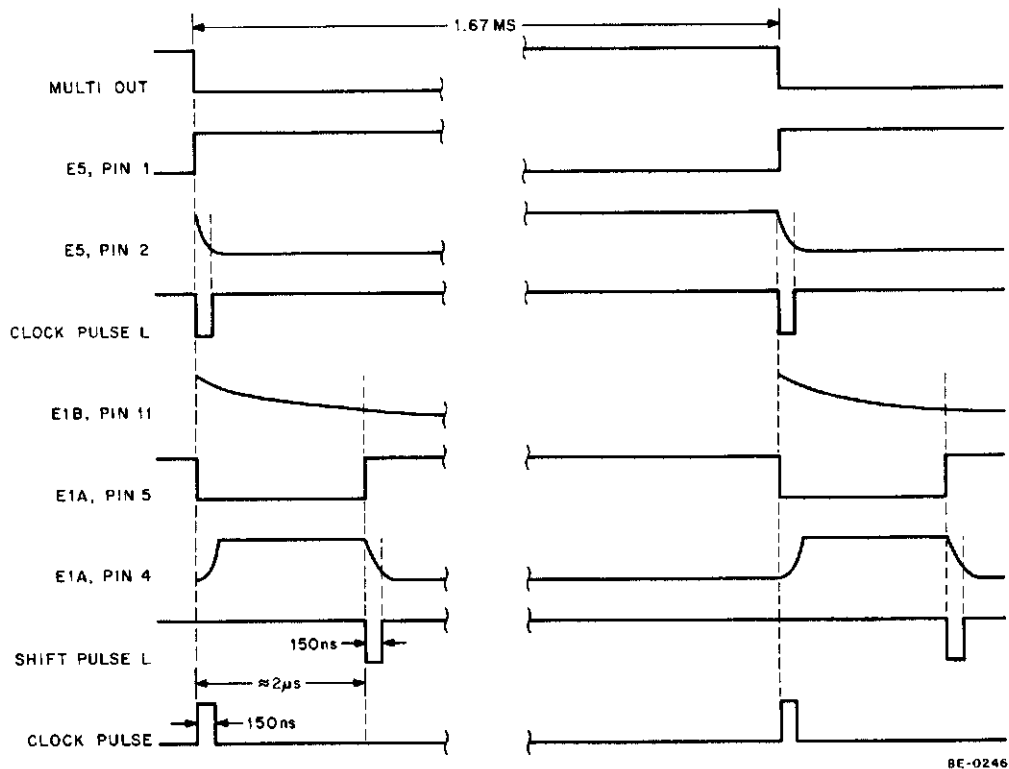 1.67 MS
MULTI OUT
E5, PIN 1
E5, PIN 2
CLOCK PULSE L
E1B, PIN 11
E1A, PIN 5
E1A, PIN 4
150ns
SHIFT PULSE L
≈2μs
150ns
CLOCK PULSE
BE-0246